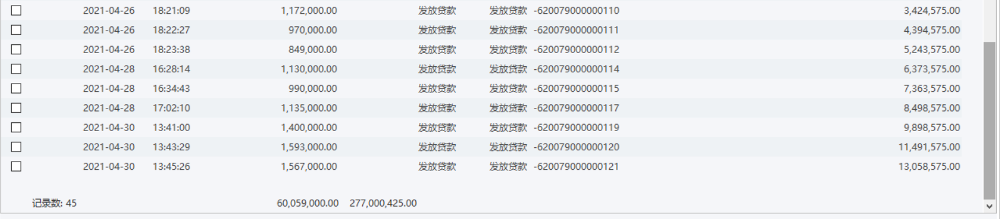 2021-04-26 18:21:09 1,172,000.00 发放贷款 发放贷款 -620079000000110 3,424,575.00
2021-04-26 18:22:27 970,000.00 发放贷款 发放贷款 -620079000000111 4,394,575.00
2021-04-26 18:23:38 849,000.00 发放贷款 发放贷款 -620079000000112 5,243,575.00
2021-04-28 16:28:14 1,130,000.00 发放贷款 发放贷款 -620079000000114 6,373,575.00
2021-04-28 16:34:43 990,000.00 发放贷款 发放贷款 -620079000000115 7,363,575.00
2021-04-28 17:02:10 1,135,000.00 发放贷款 发放贷款 -620079000000117 8,498,575.00
2021-04-30 13:41:00 1,400,000.00 发放贷款 发放贷款 -620079000000119 9,898,575.00
2021-04-30 13:43:29 1,593,000.00 发放贷款 发放贷款 -620079000000120 11,491,575.00
2021-04-30 13:45:26 1,567,000.00 发放贷款 发放贷款 -620079000000121 13,058,575.00
记录数: 45 60,059,000.00 277,000,425.00